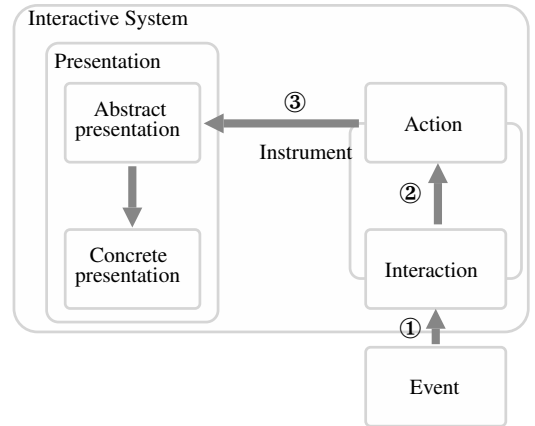 Interactive System
Presentation
Abstract
presentation
③
Action
Instrument
②
Concrete
presentation
Interaction
①
Event